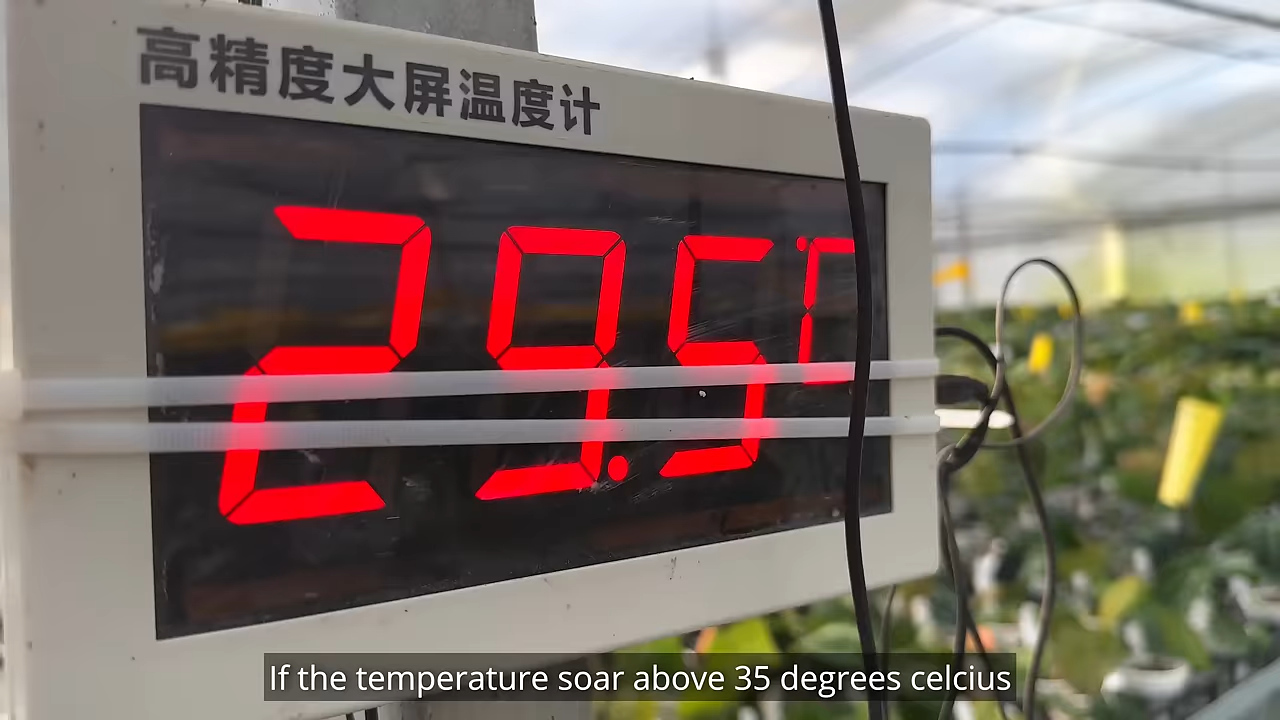 高精度大屏温度计
29.5°C
If the temperature soar above 35 degrees celcius